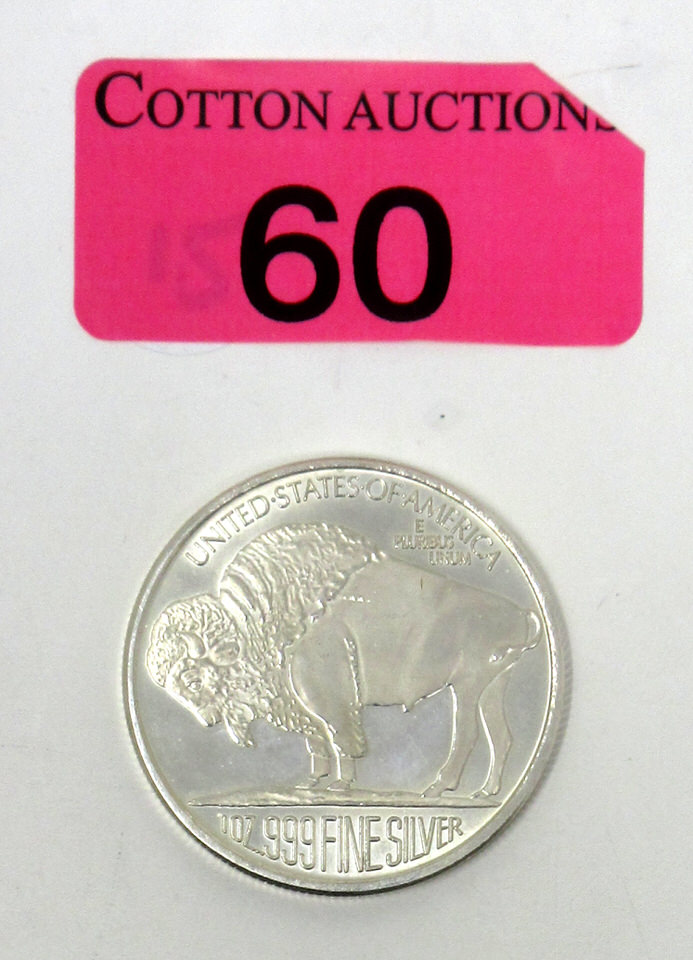 COTTON AUCTIONS
60
UNITED·STATES·OF·AMERICA
E
PLURIBUS
UNUM
1 OZ. .999 FINE SILVER